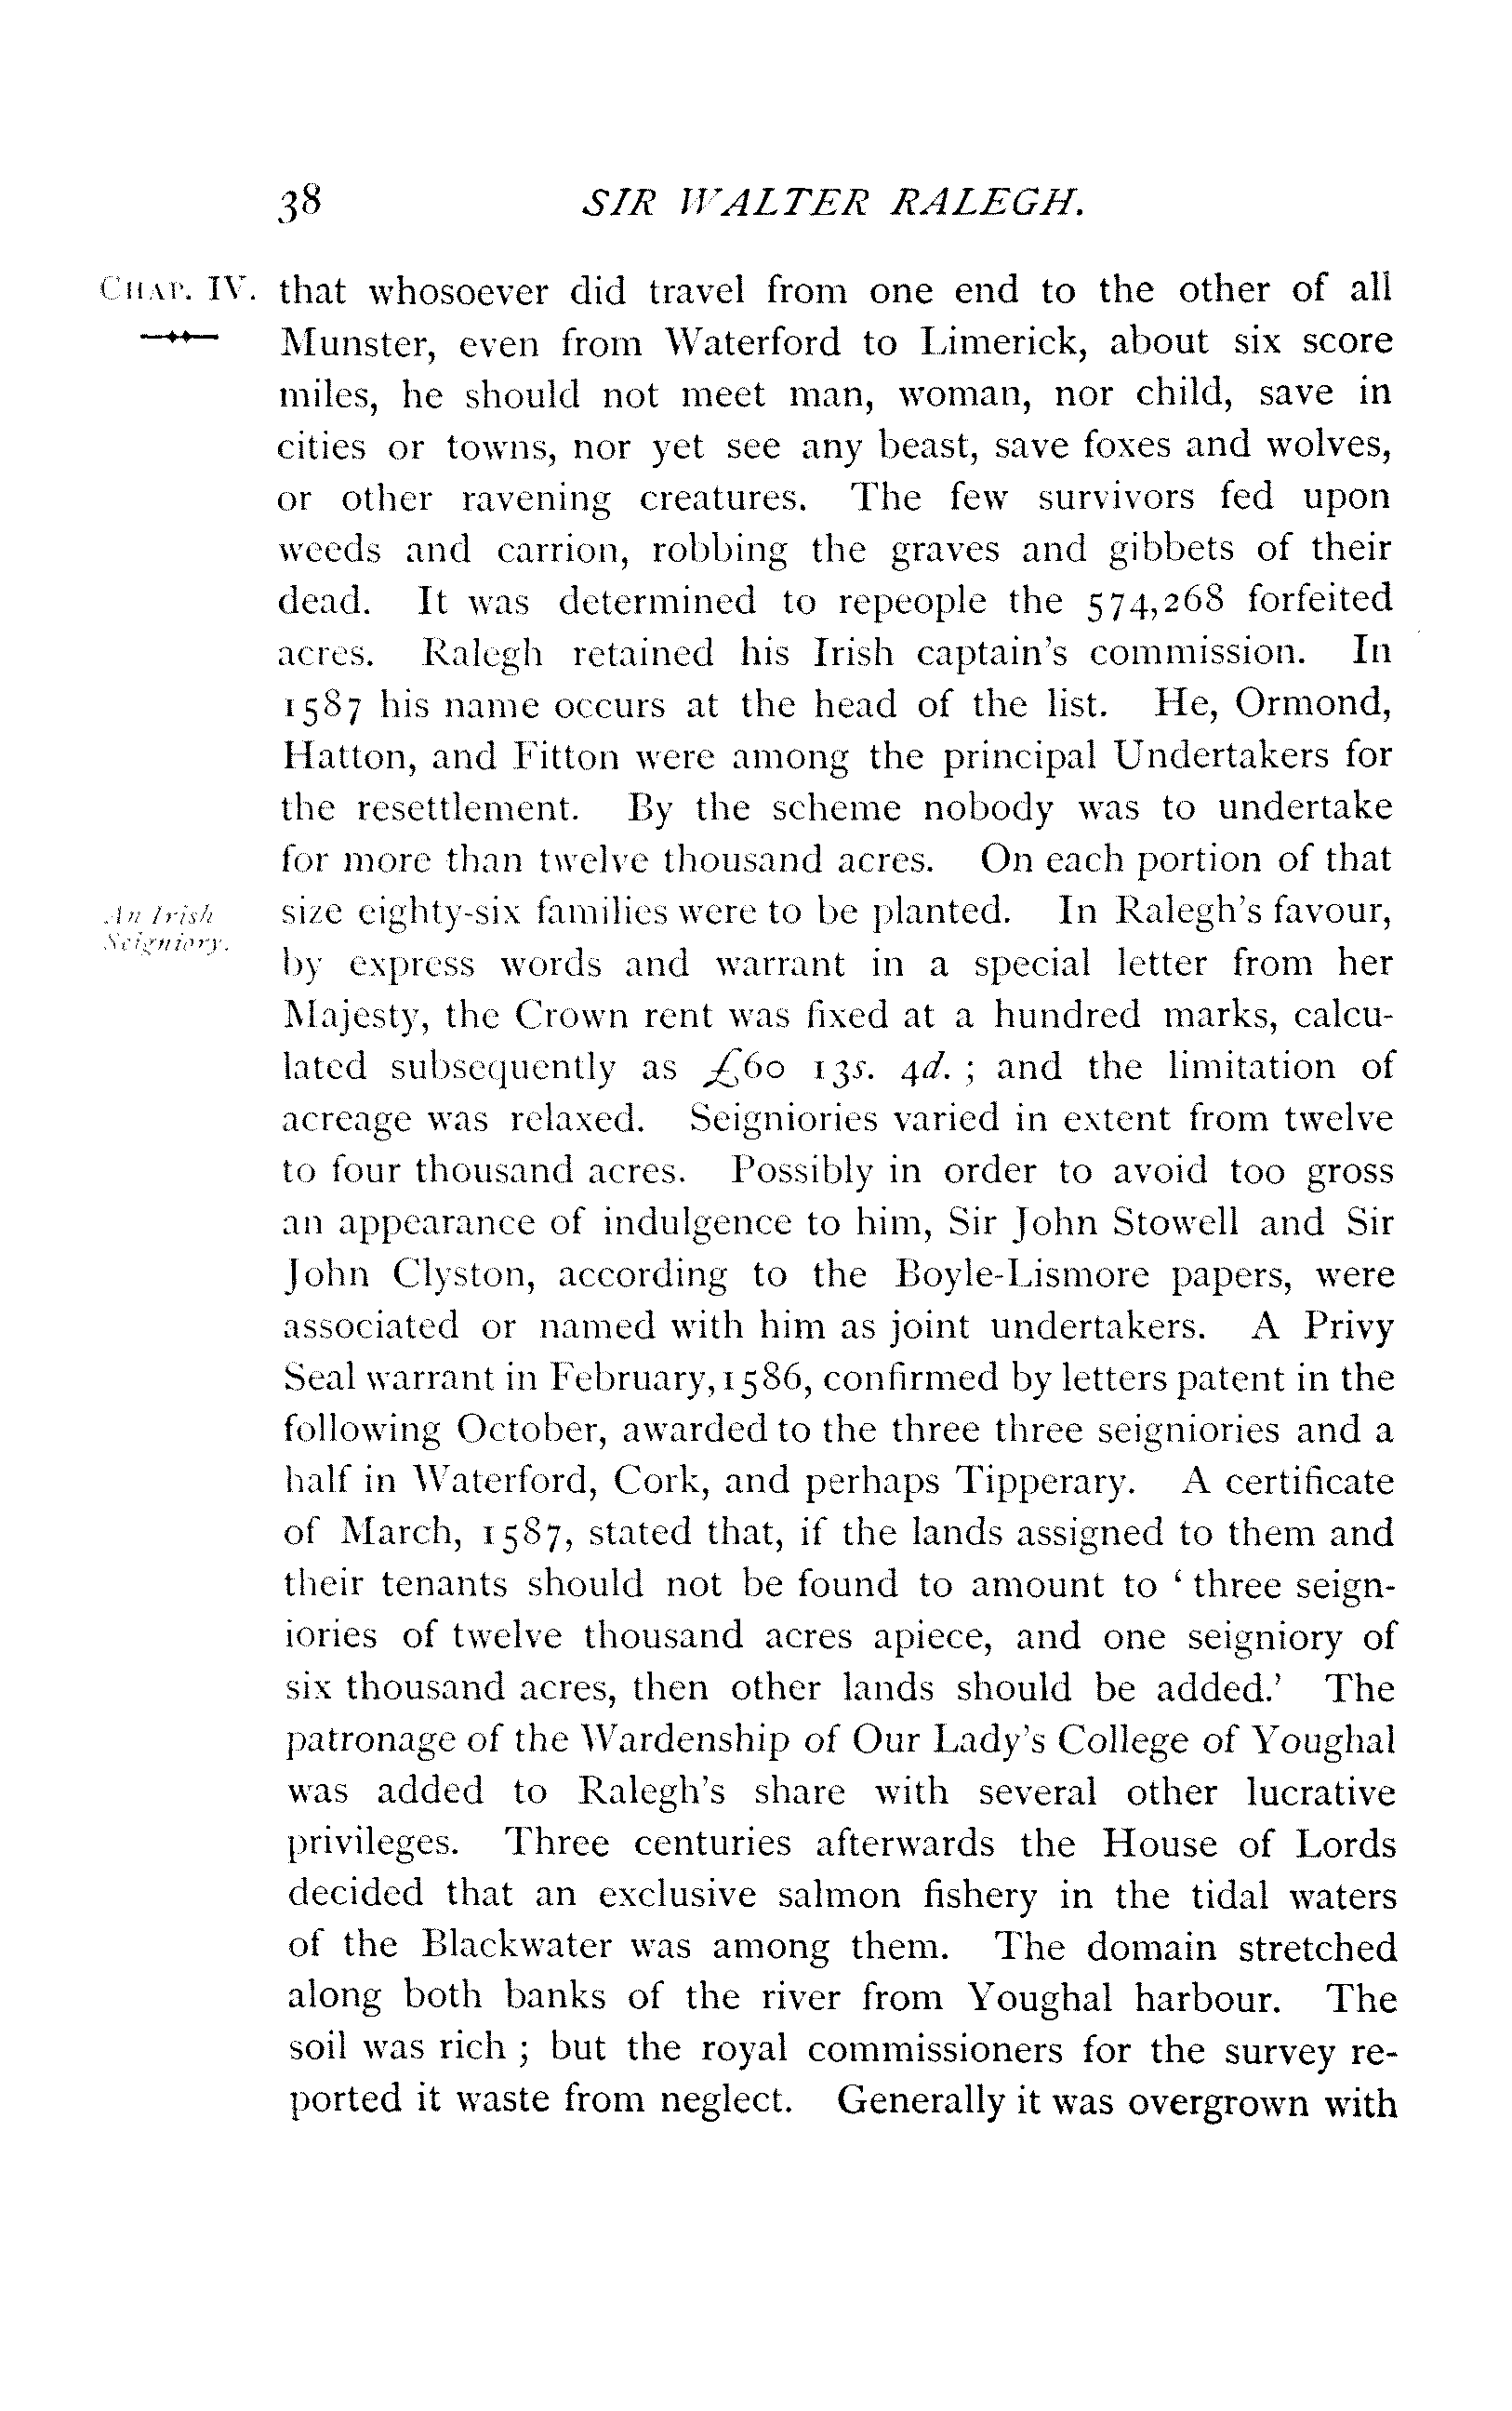 38 SIR WALTER RALEGH.
CHAP. IV. that whosoever did travel from one end to the other of all
Munster, even from Waterford to Limerick, about six score
miles, he should not meet man, woman, nor child, save in
cities or towns, nor yet see any beast, save foxes and wolves,
or other ravening creatures. The few survivors fed upon
weeds and carrion, robbing the graves and gibbets of their
dead. It was determined to repeople the 574,268 forfeited
acres. Ralegh retained his Irish captain's commission. In
1587 his name occurs at the head of the list. He, Ormond,
Hatton, and Fitton were among the principal Undertakers for
the resettlement. By the scheme nobody was to undertake
for more than twelve thousand acres. On each portion of that
An Irish
Seigniory.
size eighty-six families were to be planted. In Ralegh's favour,
by express words and warrant in a special letter from her
Majesty, the Crown rent was fixed at a hundred marks, calcu-
lated subsequently as £60 13s. 4d. ; and the limitation of
acreage was relaxed. Seigniories varied in extent from twelve
to four thousand acres. Possibly in order to avoid too gross
an appearance of indulgence to him, Sir John Stowell and Sir
John Clyston, according to the Boyle-Lismore papers, were
associated or named with him as joint undertakers. A Privy
Seal warrant in February, 1586, confirmed by letters patent in the
following October, awarded to the three three seigniories and a
half in Waterford, Cork, and perhaps Tipperary. A certificate
of March, 1587, stated that, if the lands assigned to them and
their tenants should not be found to amount to ‘ three seign-
iories of twelve thousand acres apiece, and one seigniory of
six thousand acres, then other lands should be added.’ The
patronage of the Wardenship of Our Lady's College of Youghal
was added to Ralegh's share with several other lucrative
privileges. Three centuries afterwards the House of Lords
decided that an exclusive salmon fishery in the tidal waters
of the Blackwater was among them. The domain stretched
along both banks of the river from Youghal harbour. The
soil was rich ; but the royal commissioners for the survey re-
ported it waste from neglect. Generally it was overgrown with